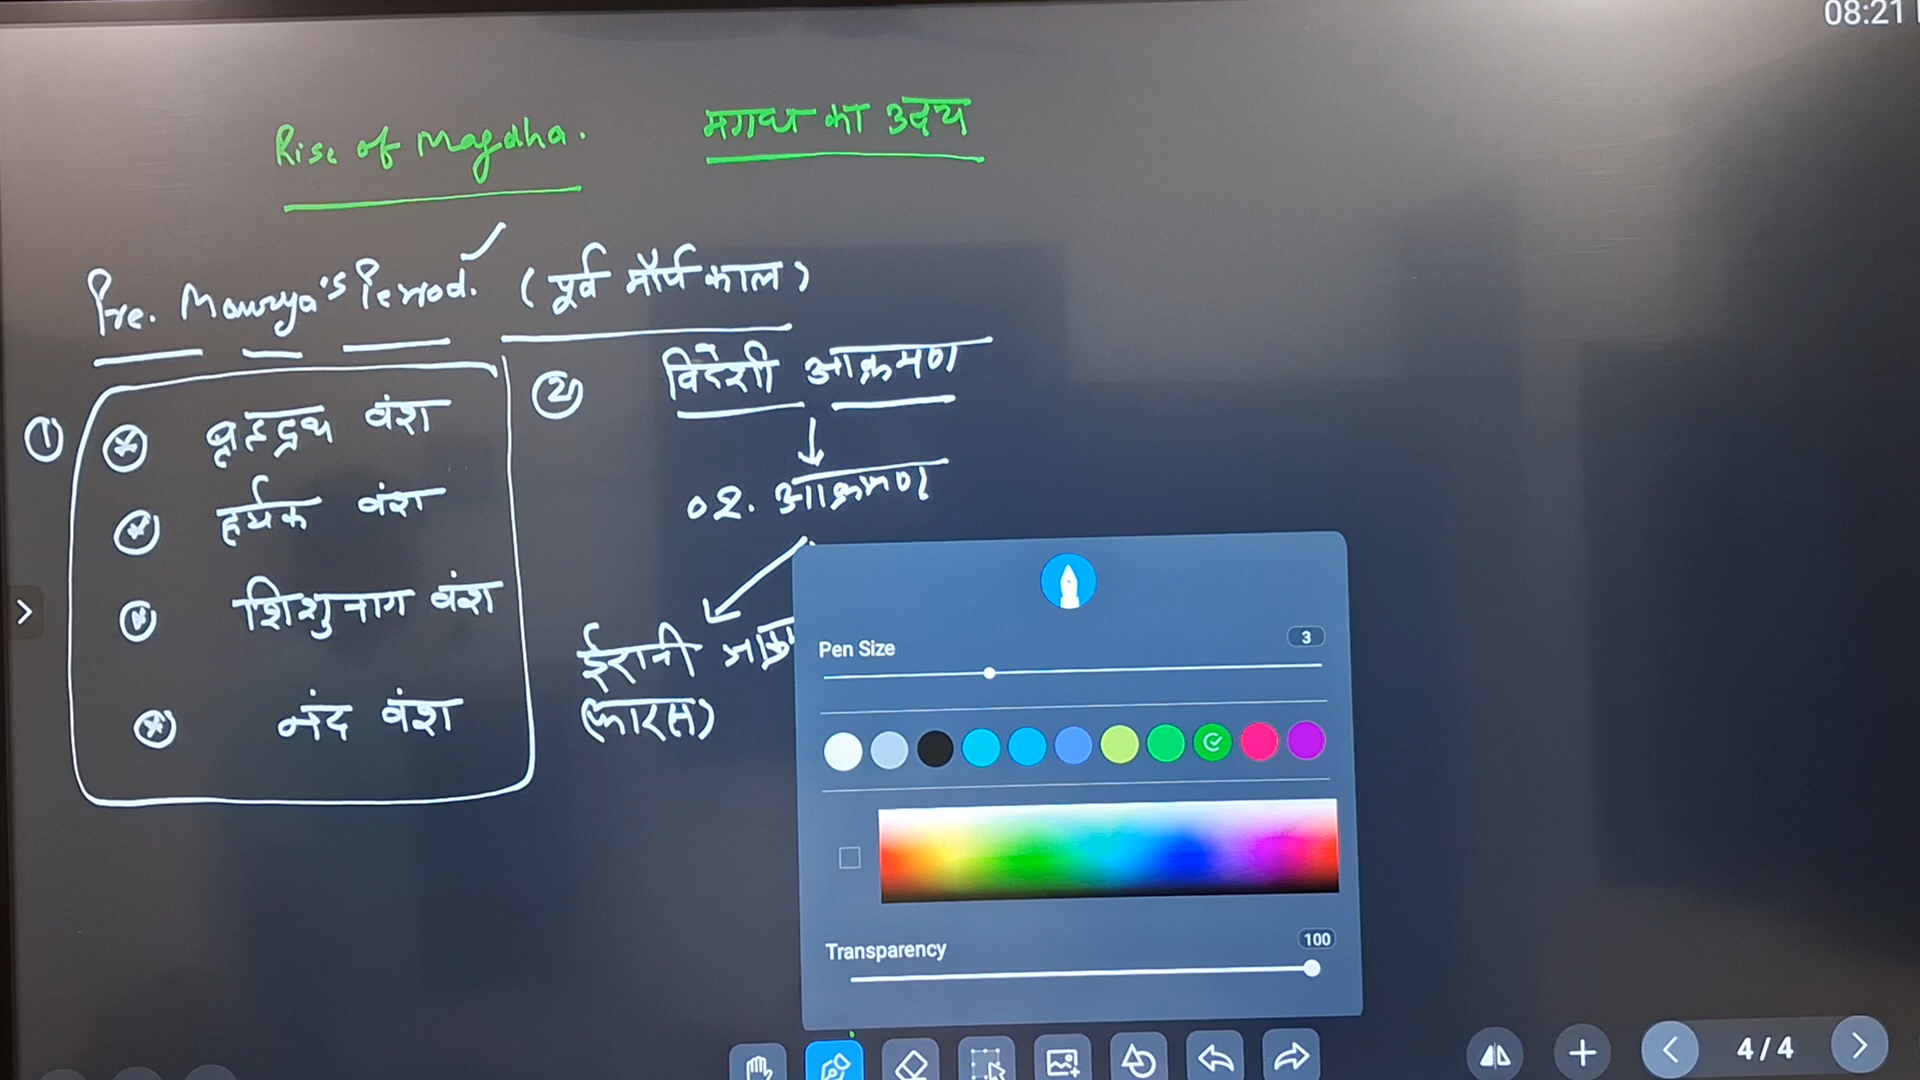 08:21
Rise of Magdha. मगध का उदय
Pre. Maurya's Period. (पूर्व मौर्य काल)
① बृहद्रथ वंश
हर्यक वंश
शिशुनाग वंश
नंद वंश
② विदेशी आक्रमण
02. आक्रमण
ईरानी
(फारस)
Pen Size 3
Transparency 100
4/4